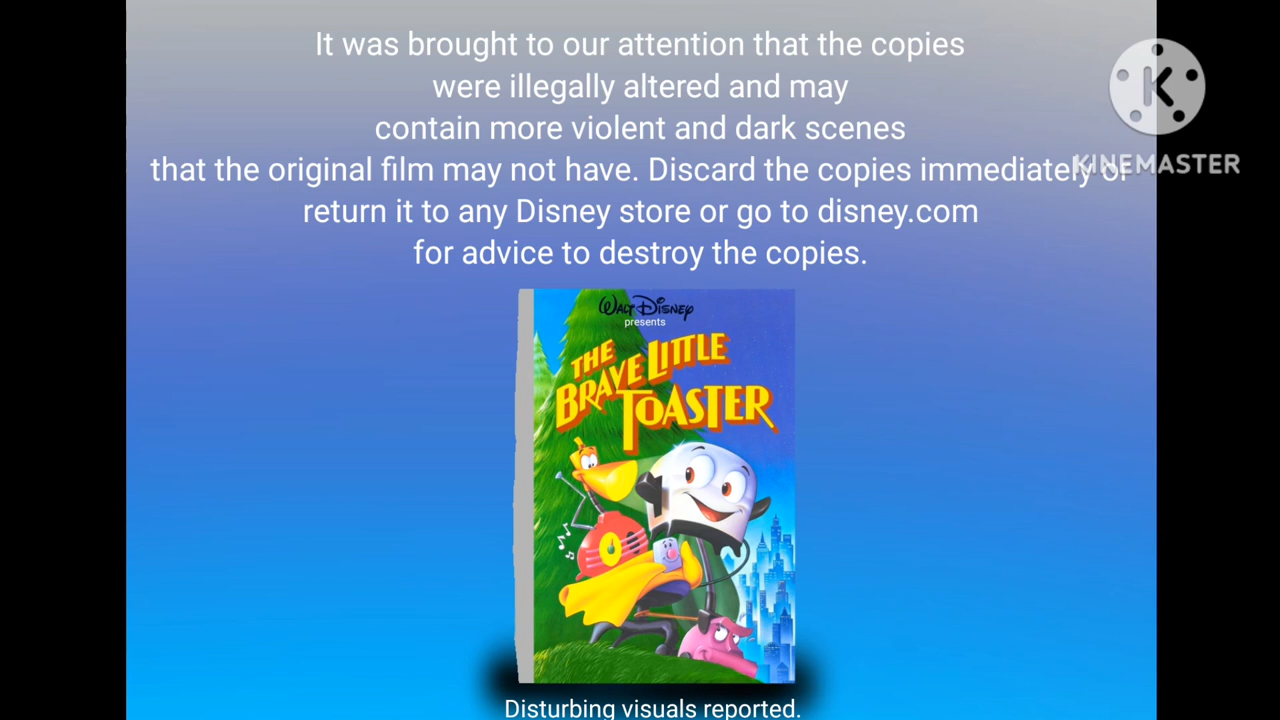 It was brought to our attention that the copies
were illegally altered and may
contain more violent and dark scenes
that the original film may not have. Discard the copies immediately or
return it to any Disney store or go to disney.com
for advice to destroy the copies.
KINEMASTER
WALT DISNEY
presents
THE
BRAVE LITTLE
TOASTER
Disturbing visuals reported.